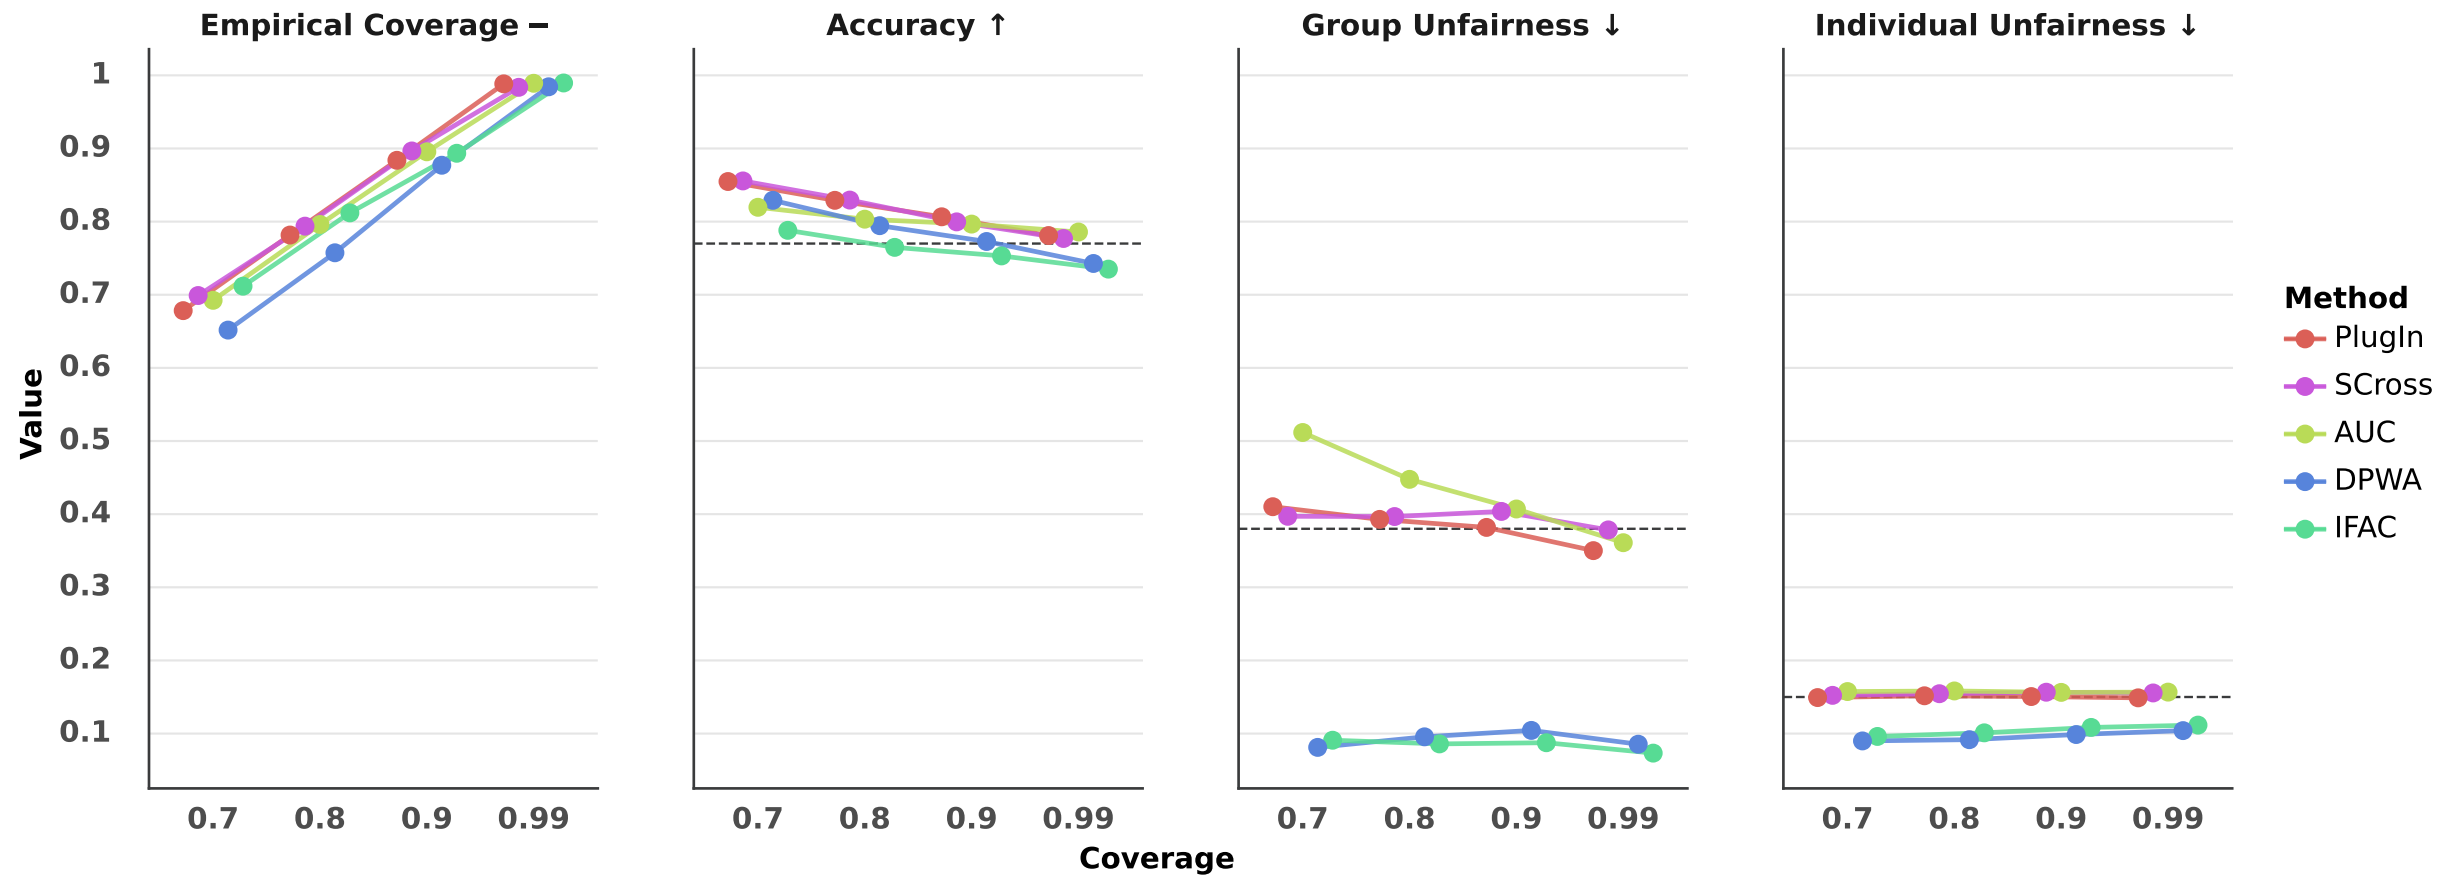 Empirical Coverage −
Accuracy ↑
Group Unfairness ↓
Individual Unfairness ↓
Value
1
0.9
0.8
0.7
0.6
0.5
0.4
0.3
0.2
0.1
0.7 0.8 0.9 0.99
0.7 0.8 0.9 0.99
0.7 0.8 0.9 0.99
0.7 0.8 0.9 0.99
Coverage
Method
PlugIn
SCross
AUC
DPWA
IFAC